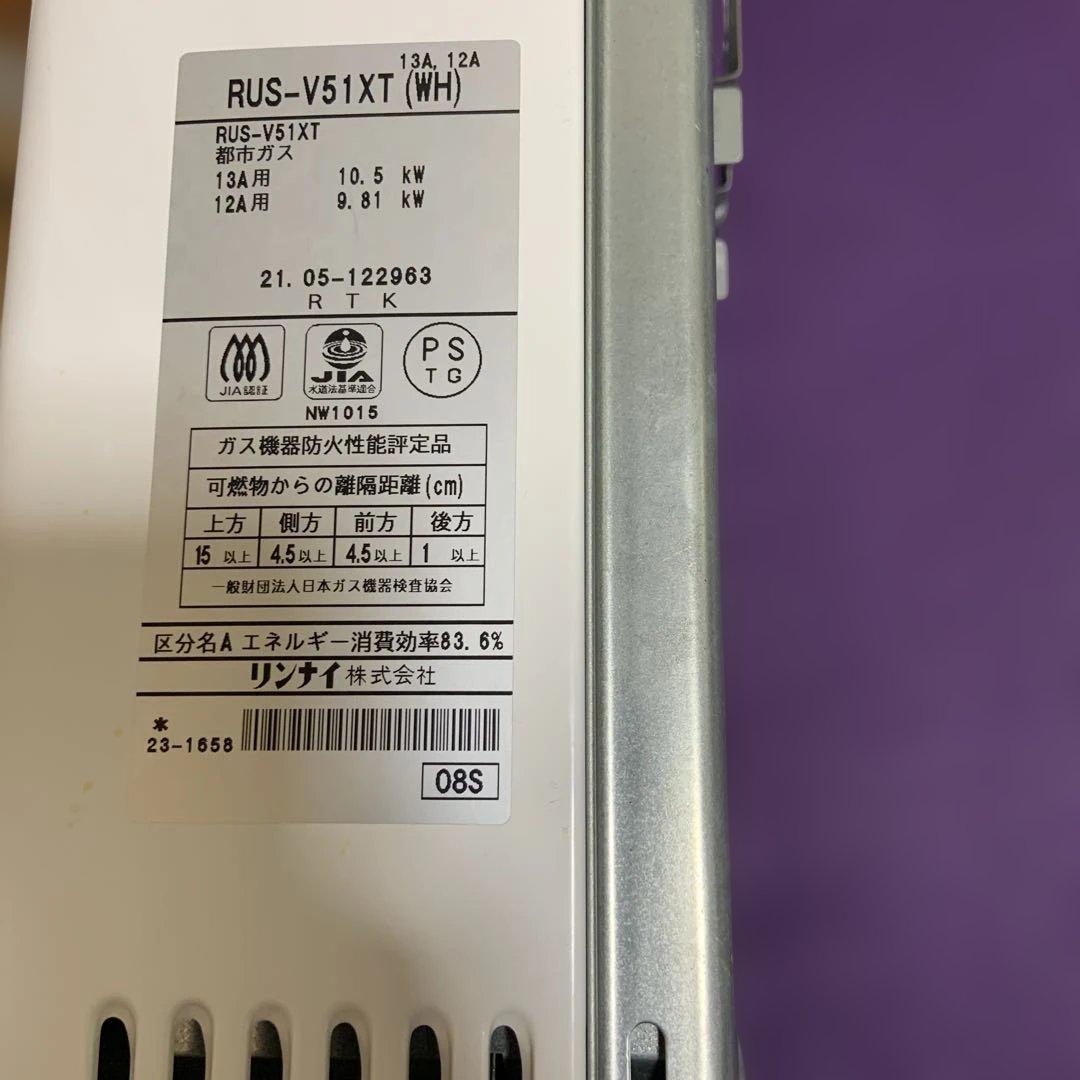 13A, 12A
RUS-V51XT (WH)
RUS-V51XT
都市ガス
13A用 10.5 kW
12A用 9.81 kW
21.05-122963
RTK
JIA認証
JIA
水道法基準適合
PS
TG
NW1015
ガス機器防火性能評定品
可燃物からの離隔距離(cm)
上方 側方 前方 後方
15以上 4.5以上 4.5以上 1以上
一般財団法人日本ガス機器検査協会
区分名A エネルギー消費効率83.6%
リンナイ株式会社
*
23-1658
08S